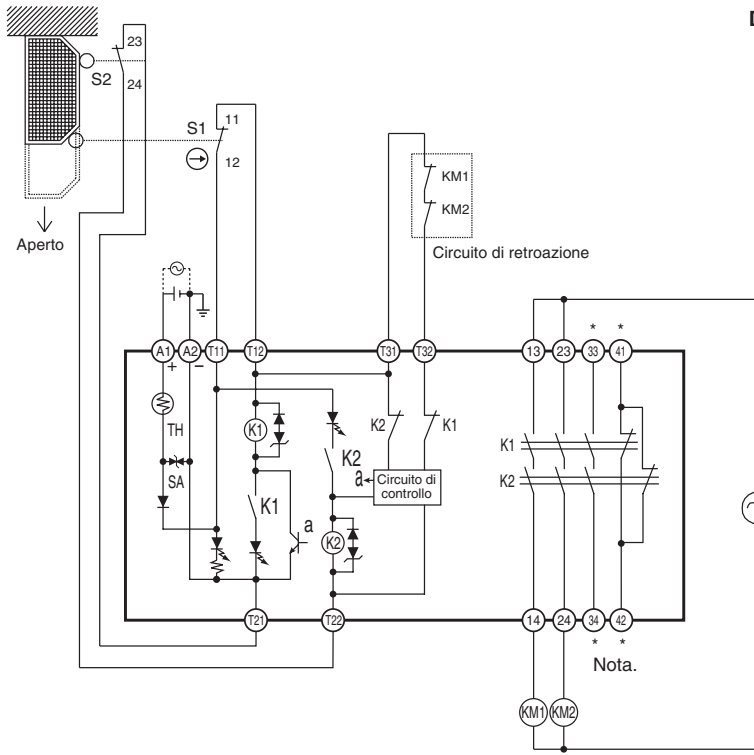 D
23
S2
24
S1
11
12
KM1
KM2
Aperto
Circuito di retroazione
A1
A2
T11
T12
T31
T32
13
23
* 33
* 41
+
−
TH
SA
K1
K1
K2
a
K2
K2
K1
a
Circuito di
controllo
K1
K2
T21
T22
14
24
34 *
42 *
Nota.
KM1
KM2